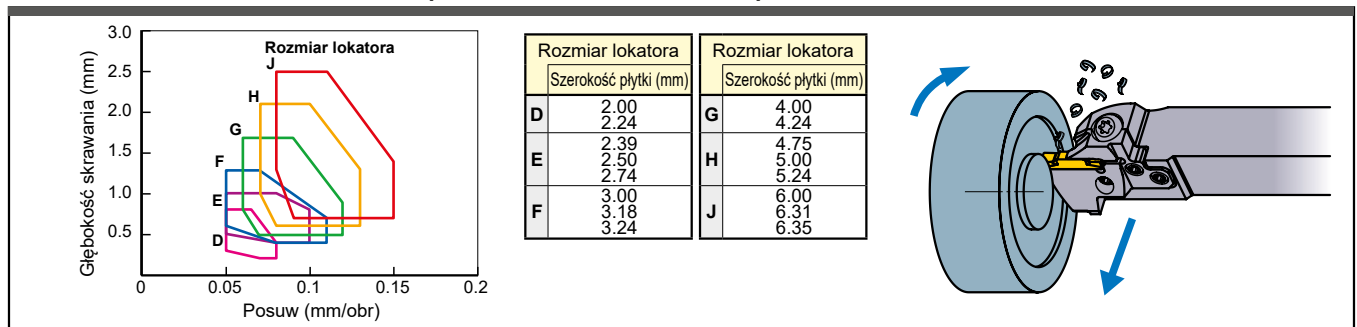 Głębokość skrawania (mm)
3.0
2.5
2.0
1.5
1.0
0.5
0
0.05
0.1
0.15
0.2
Posuw (mm/obr)
Rozmiar lokatora
J
H
G
F
E
D
Rozmiar lokatora
Szerokość płytki (mm)
D
2.00
2.24
E
2.39
2.50
2.74
F
3.00
3.18
3.24
Rozmiar lokatora
Szerokość płytki (mm)
G
4.00
4.24
H
4.75
5.00
5.24
J
6.00
6.31
6.35